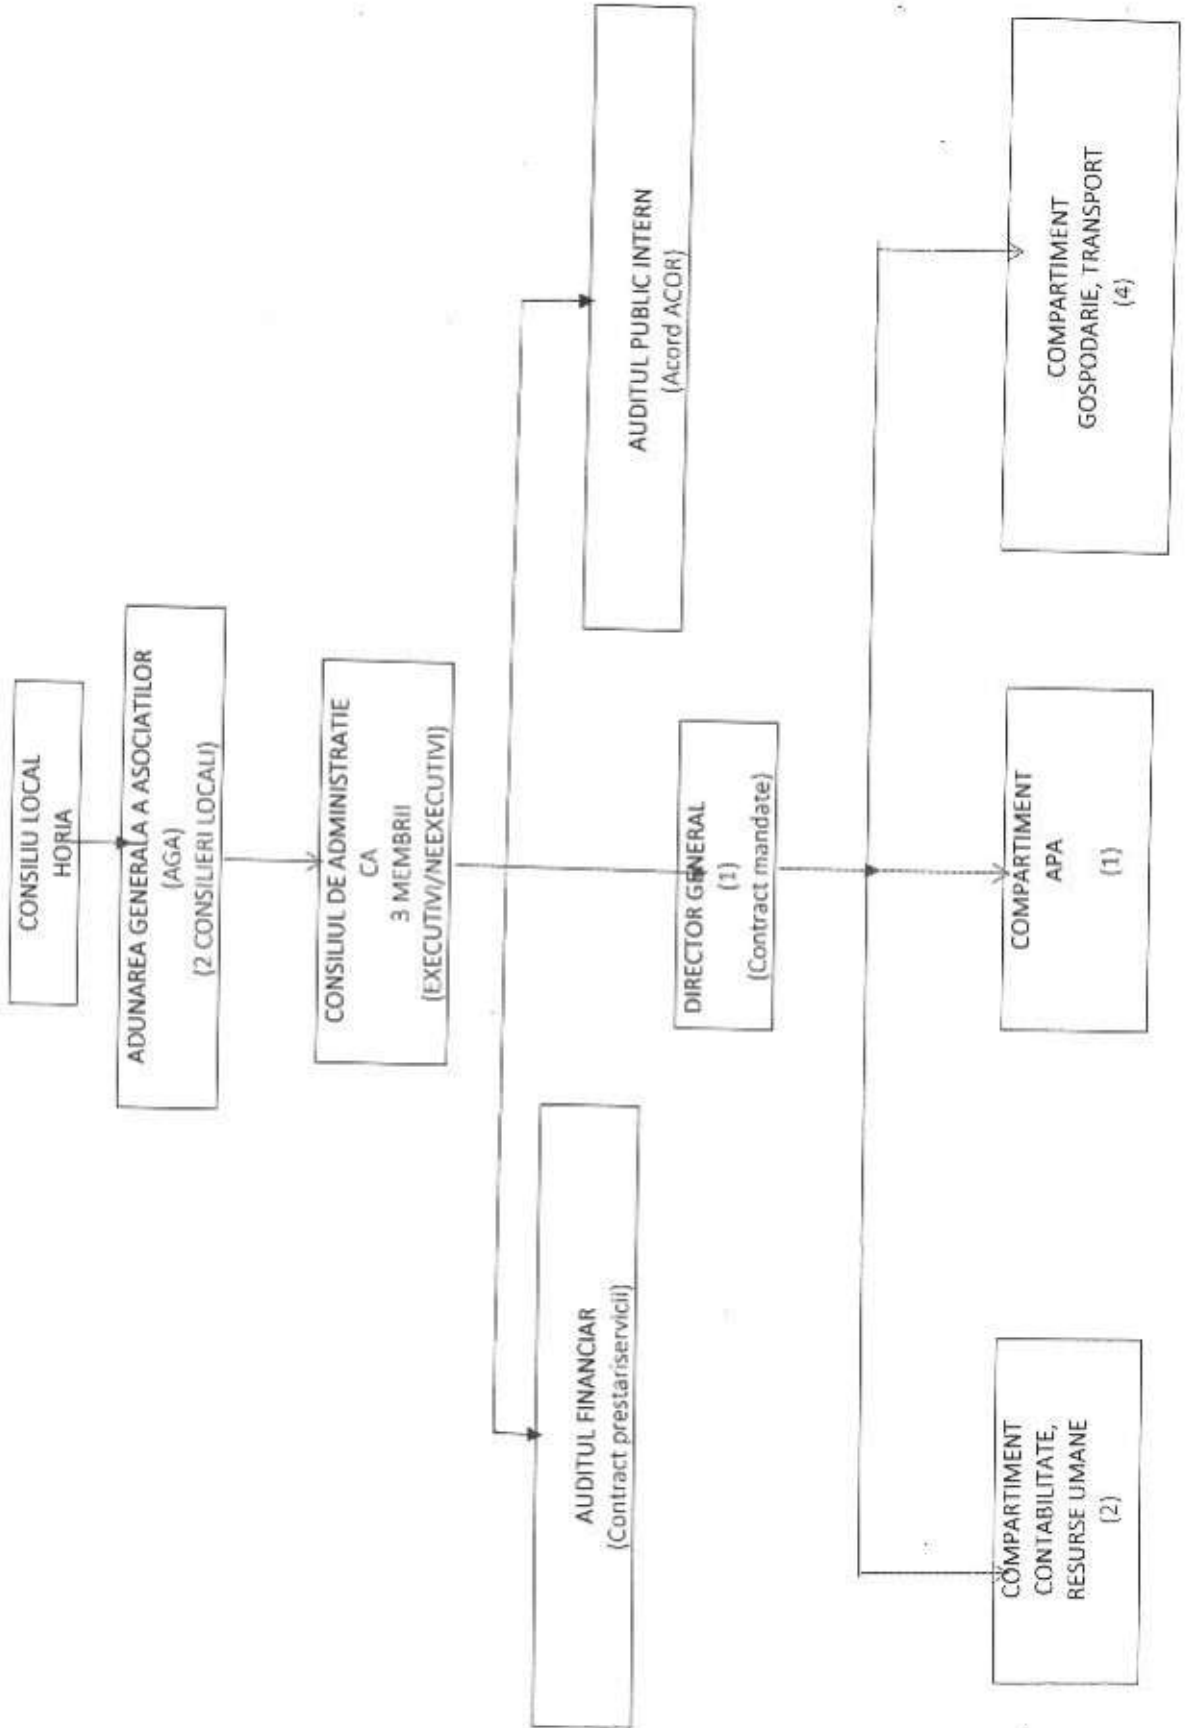 CONSILIU LOCAL
HORIA
ADUNAREA GENERALA A ASOCIATILOR
(AGA)
(2 CONSILIERI LOCALI)
CONSILIUL DE ADMINISTRATIE
CA
3 MEMBRII
(EXECUTIVI/NEEXECUTIVI)
AUDITUL FINANCIAR
(Contract prestariservicii)
AUDITUL PUBLIC INTERN
(Acord ACOR)
DIRECTOR GENERAL
(1)
(Contract mandate)
COMPARTIMENT
CONTABILITATE,
RESURSE UMANE
(2)
COMPARTIMENT
APA
(1)
COMPARTIMENT
GOSPODARIE, TRANSPORT
(4)